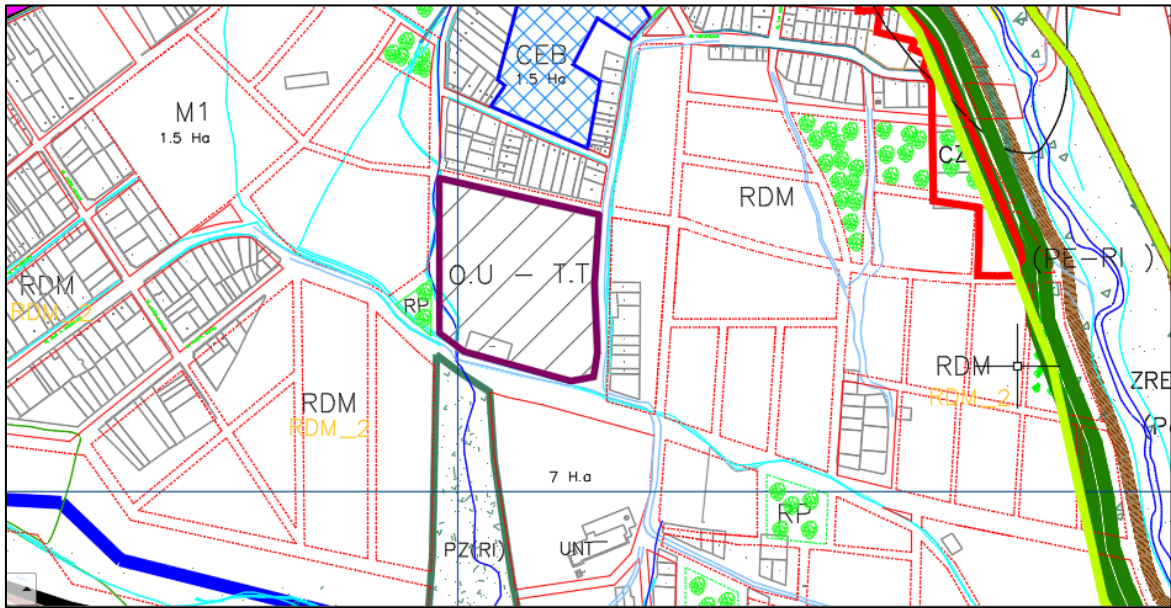 CEB
1.5 Ha
M1
1.5 Ha
CZ
RDM
(PE-RI )
O.U - T.T
RDM
RDM_2
RP
RDM
RDM_2
ZRE
RDM
RDM_2
7 H.a
RP
PZ(RI)
UNT